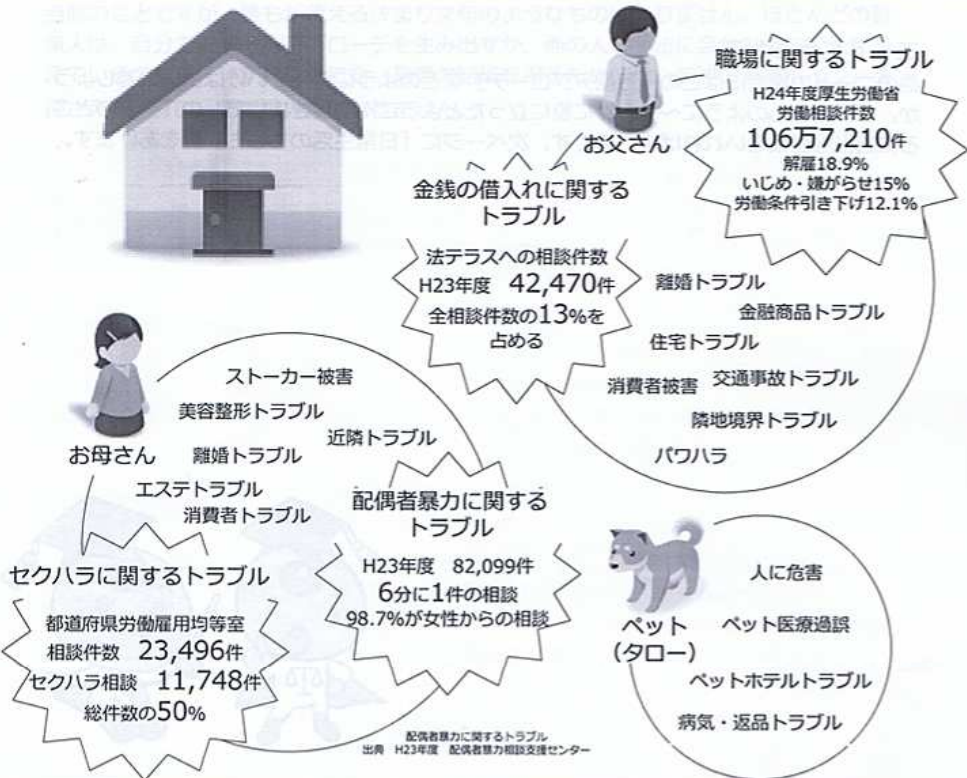 職場に関するトラブル
H24年度厚生労働省
労働相談件数
106万7,210件
解雇18.9%
いじめ・嫌がらせ15%
労働条件引き下げ12.1%
お父さん
金銭の借入れに関する
トラブル
法テラスへの相談件数
H23年度 42,470件
全相談件数の13%を
占める
離婚トラブル
金融商品トラブル
住宅トラブル
消費者被害 交通事故トラブル
隣地境界トラブル
パワハラ
お母さん
ストーカー被害
美容整形トラブル
近隣トラブル
離婚トラブル
エステトラブル
消費者トラブル
配偶者暴力に関する
トラブル
H23年度 82,099件
6分に1件の相談
98.7%が女性からの相談
セクハラに関するトラブル
都道府県労働雇用均等室
相談件数 23,496件
セクハラ相談 11,748件
総件数の50%
ペット
(タロー)
人に危害
ペット医療過誤
ペットホテルトラブル
病気・返品トラブル
配偶者暴力に関するトラブル
出典 H23年度 配偶者暴力相談支援センター